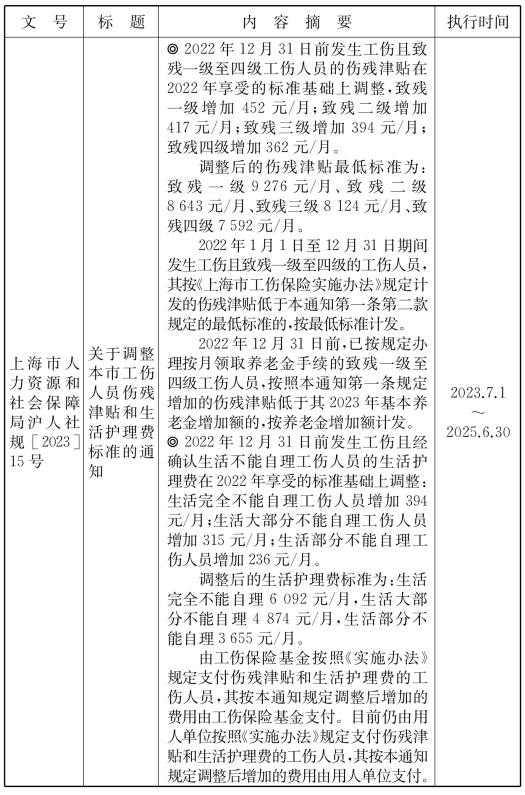 文 号 标 题 内 容 摘 要 执行时间
上海市人
力资源和
社会保障
局沪人社
规〔2023〕
15号
关于调整
本市工伤
人员伤残
津贴和生
活护理费
标准的通
知
◎ 2022年12月31日前发生工伤且致
残一级至四级工伤人员的伤残津贴在
2022年享受的标准基础上调整,致残
一级增加 452 元/月;致残二级增加
417元/月;致残三级增加 394 元/月;
致残四级增加362元/月。
调整后的伤残津贴最低标准为:
致残一级9 276元/月、致残二级
8 643元/月、致残三级8 124元/月、致
残四级7 592元/月。
2022年1月1日至12月31日期间
发生工伤且致残一级至四级的工伤人员,
其按《上海市工伤保险实施办法》规定计
发的伤残津贴低于本通知第一条第二款
规定的最低标准的,按最低标准计发。
2022年12月31日前,已按规定办
理按月领取养老金手续的致残一级至
四级工伤人员,按照本通知第一条规定
增加的伤残津贴低于其2023年基本养
老金增加额的,按养老金增加额计发。
◎ 2022年12月31日前发生工伤且经
确认生活不能自理工伤人员的生活护
理费在2022年享受的标准基础上调整:
生活完全不能自理工伤人员增加 394
元/月;生活大部分不能自理工伤人员
增加 315 元/月;生活部分不能自理工
伤人员增加236元/月。
调整后的生活护理费标准为:生活
完全不能自理 6 092 元/月,生活大部
分不能自理 4 874 元/月,生活部分不
能自理3 655元/月。
由工伤保险基金按照《实施办法》
规定支付伤残津贴和生活护理费的工
伤人员,其按本通知规定调整后增加的
费用由工伤保险基金支付。目前仍由用
人单位按照《实施办法》规定支付伤残津
贴和生活护理费的工伤人员,其按本通知
规定调整后增加的费用由用人单位支付。
2023.7.1
~
2025.6.30